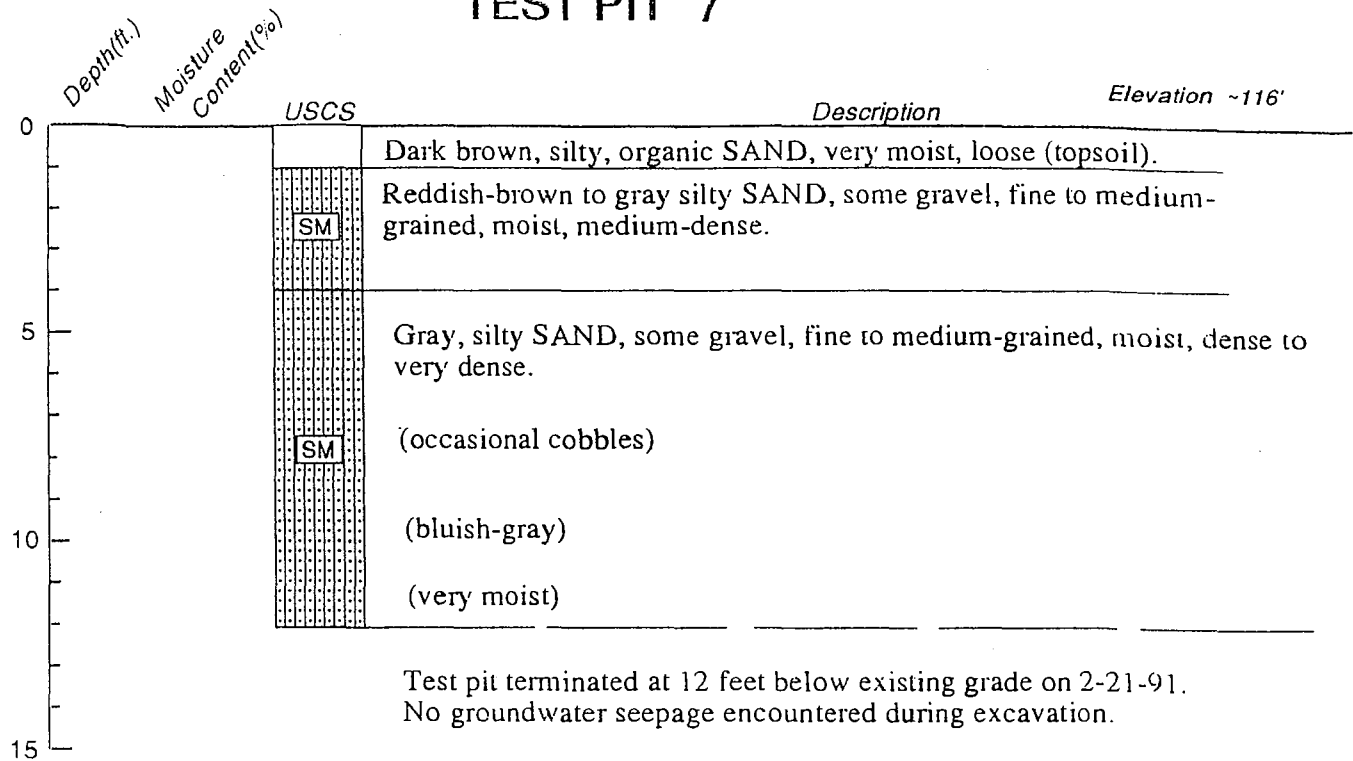 TEST PIT 7
Depth(ft.)
Moisture
Content(%)
USCS
Description
Elevation ~116'
0
Dark brown, silty, organic SAND, very moist, loose (topsoil).
Reddish-brown to gray silty SAND, some gravel, fine to medium-
SM
grained, moist, medium-dense.
5
Gray, silty SAND, some gravel, fine to medium-grained, moist, dense to
very dense.
(occasional cobbles)
SM
(bluish-gray)
10
(very moist)
Test pit terminated at 12 feet below existing grade on 2-21-91.
No groundwater seepage encountered during excavation.
15